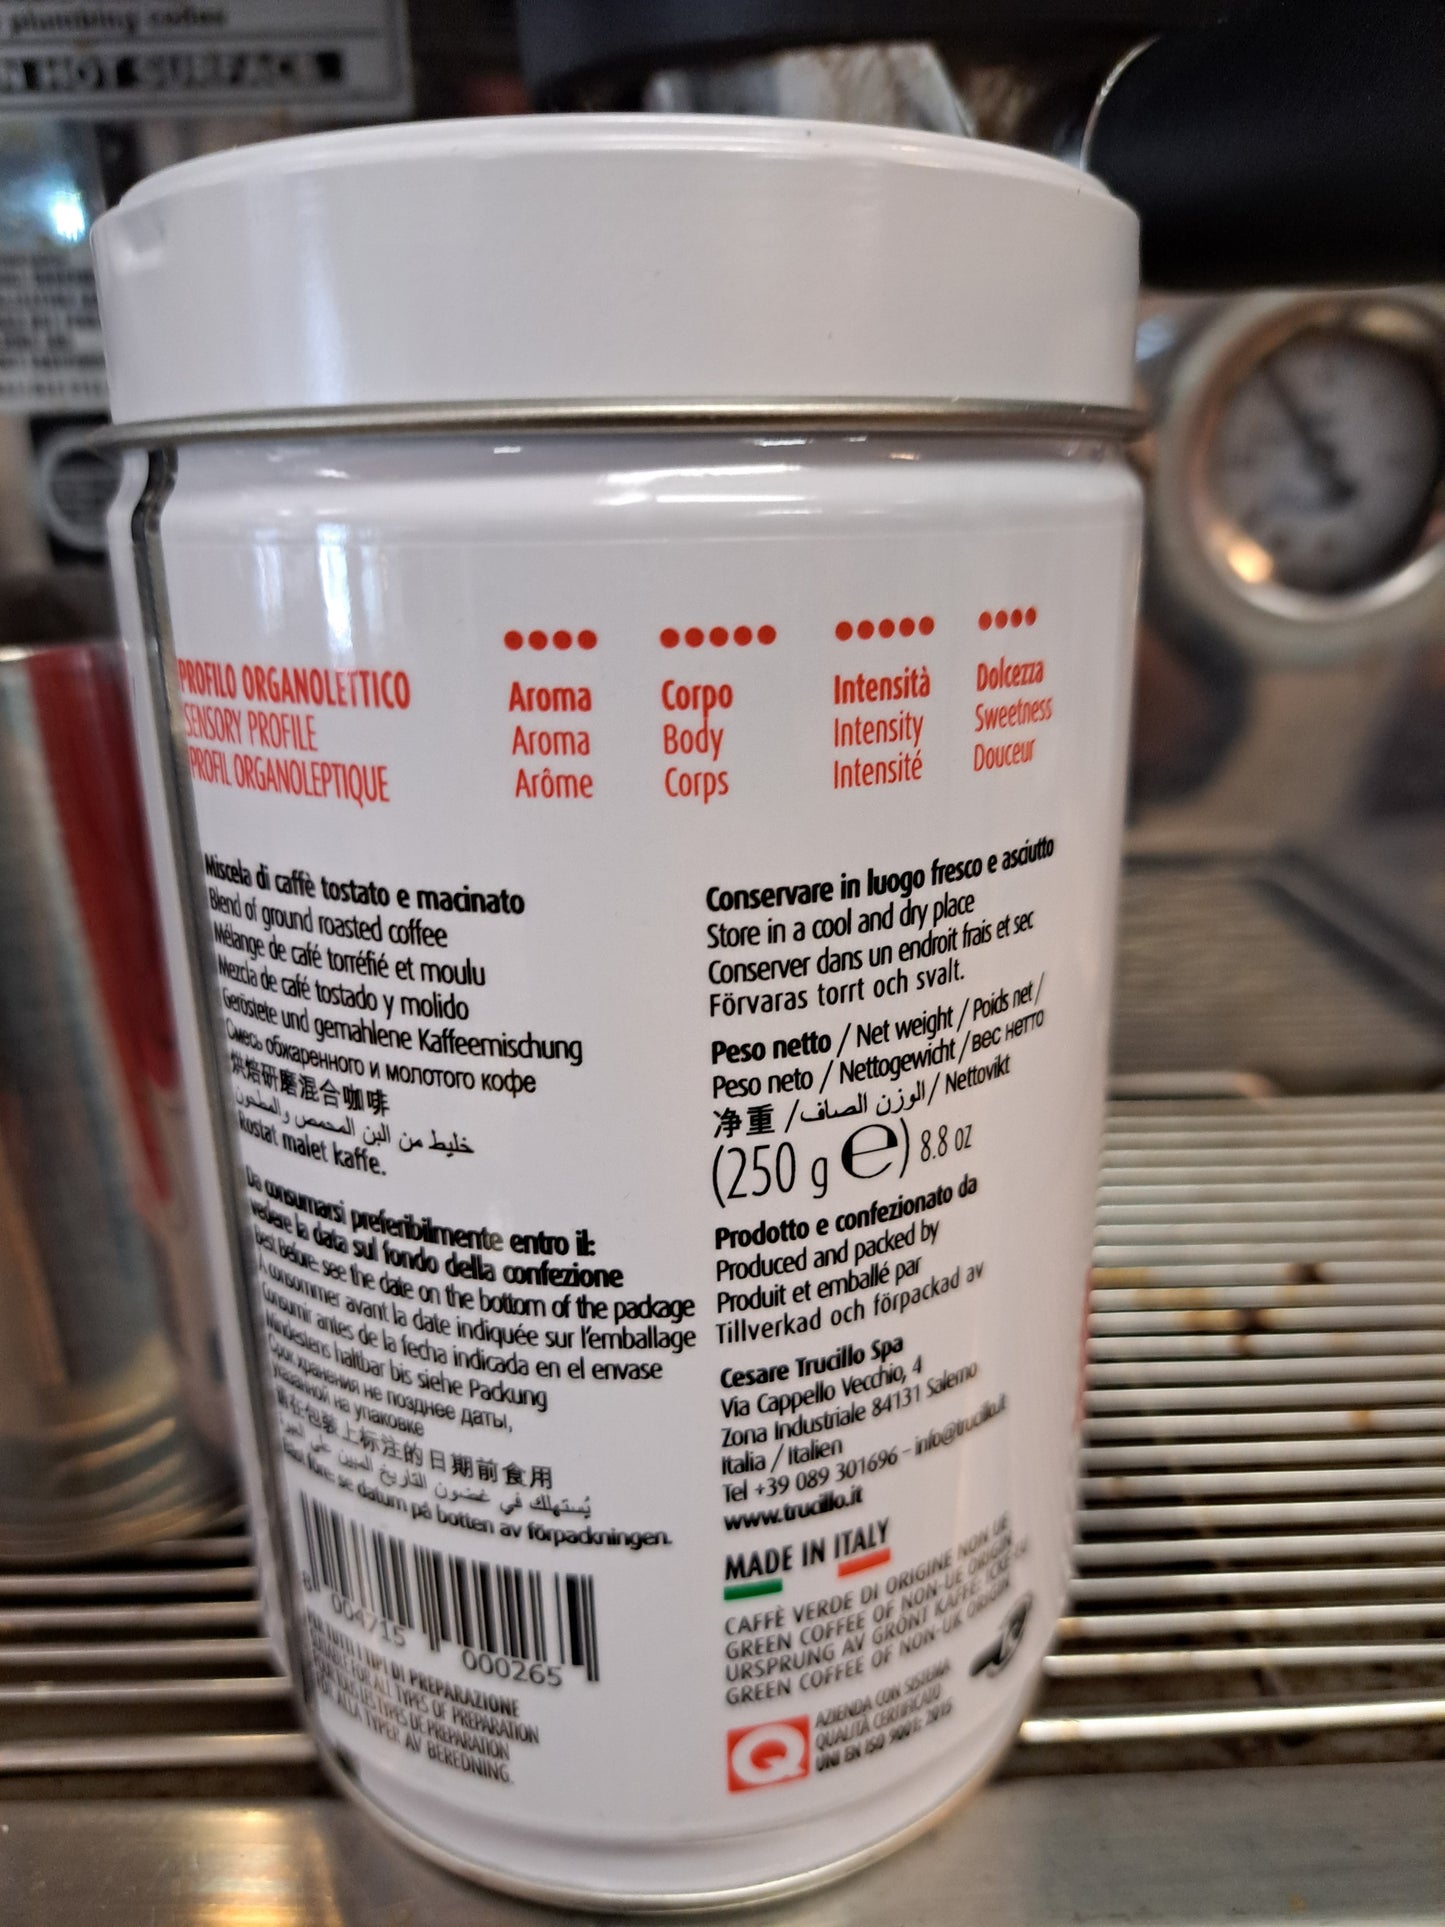 plumbing codes
HOT SURFACE
PROFILO ORGANOLETTICO
SENSORY PROFILE
PROFIL ORGANOLEPTIQUE
Aroma
Aroma
Arôme
Corpo
Body
Corps
Intensità
Intensity
Intensité
Dolcezza
Sweetness
Douceur
Miscela di caffè tostato e macinato
Blend of ground roasted coffee
Mélange de café torréfié et moulu
Mezcla de café tostado y molido
Geröstete und gemahlene Kaffeemischung
Смесь обжаренного и молотого кофе
烘焙研磨混合咖啡
خليط من البن المحمص والمطحون
Rostat malet kaffe.
Da consumarsi preferibilmente entro il:
vedere la data sul fondo della confezione
Best Before: see the date on the bottom of the package
À consommer avant la date indiquée sur l'emballage
Consumir antes de la fecha indicada en el envase
Mindestens haltbar bis siehe Packung
Срок хранения не позднее даты,
указанной на упаковке
在包装上标注的日期前食用
يُستهلك في غضون التاريخ المبين على
Bäst före: se datum på botten av förpackningen.
8 004715 000265
PER TUTTI I TIPI DI PREPARAZIONE
SUITABLE FOR ALL TYPES OF PREPARATION
POUR TOUS LES TYPES DE PRÉPARATION
FÖR ALLA TYPER AV BEREDNING.
Conservare in luogo fresco e asciutto
Store in a cool and dry place
Conserver dans un endroit frais et sec
Förvaras torrt och svalt.
Peso netto / Net weight / Poids net /
Peso neto / Nettogewicht / вес нетто
净重 / الوزن الصاف / Nettovikt
(250 g ℮) 8.8 oz
Prodotto e confezionato da
Produced and packed by
Produit et emballé par
Tillverkad och förpackad av
Cesare Trucillo Spa
Via Cappello Vecchio, 4
Zona Industriale 84131 Salerno
Italia / Italien
Tel +39 089 301696 - info@trucillo.it
www.trucillo.it
MADE IN ITALY
CAFFÈ VERDE DI ORIGINE NON UE
GREEN COFFEE OF NON-UE ORIGIN
URSPRUNG AV GRÖNT KAFFE: ICKE EU
GREEN COFFEE OF NON-UK ORIGIN
Q
AZIENDA CON SISTEMA
QUALITÀ CERTIFICATO
UNI EN ISO 9001: 2015